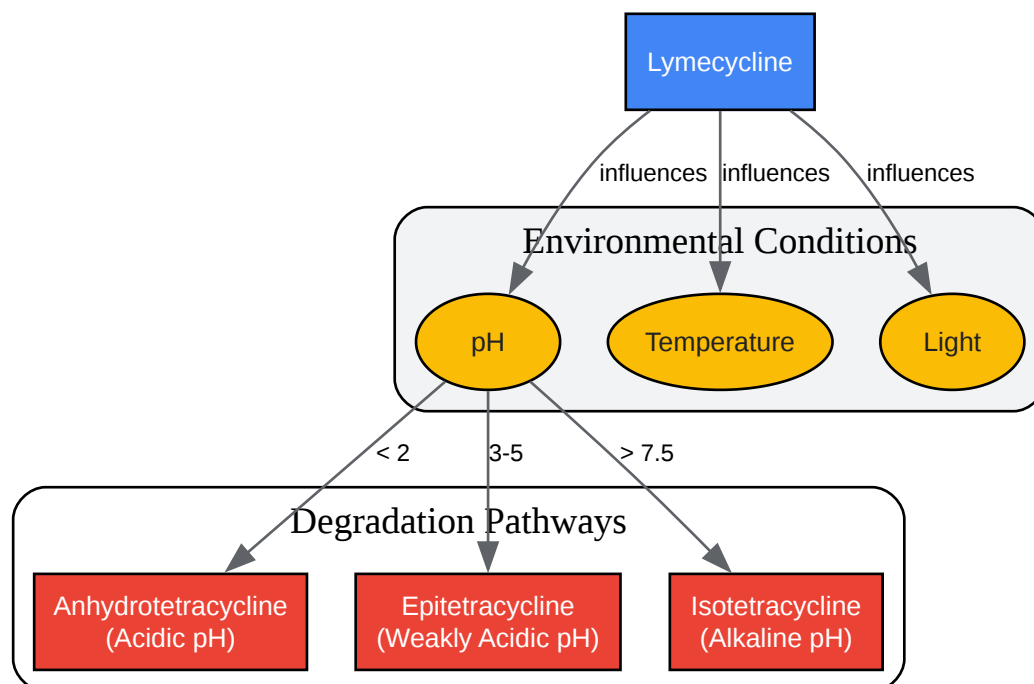 Lymecycline
influences influences influences
Environmental Conditions
pH Temperature Light
< 2 3-5 > 7.5
Degradation Pathways
Anhydrotetracycline
(Acidic pH)
Epitetracycline
(Weakly Acidic pH)
Isotetracycline
(Alkaline pH)